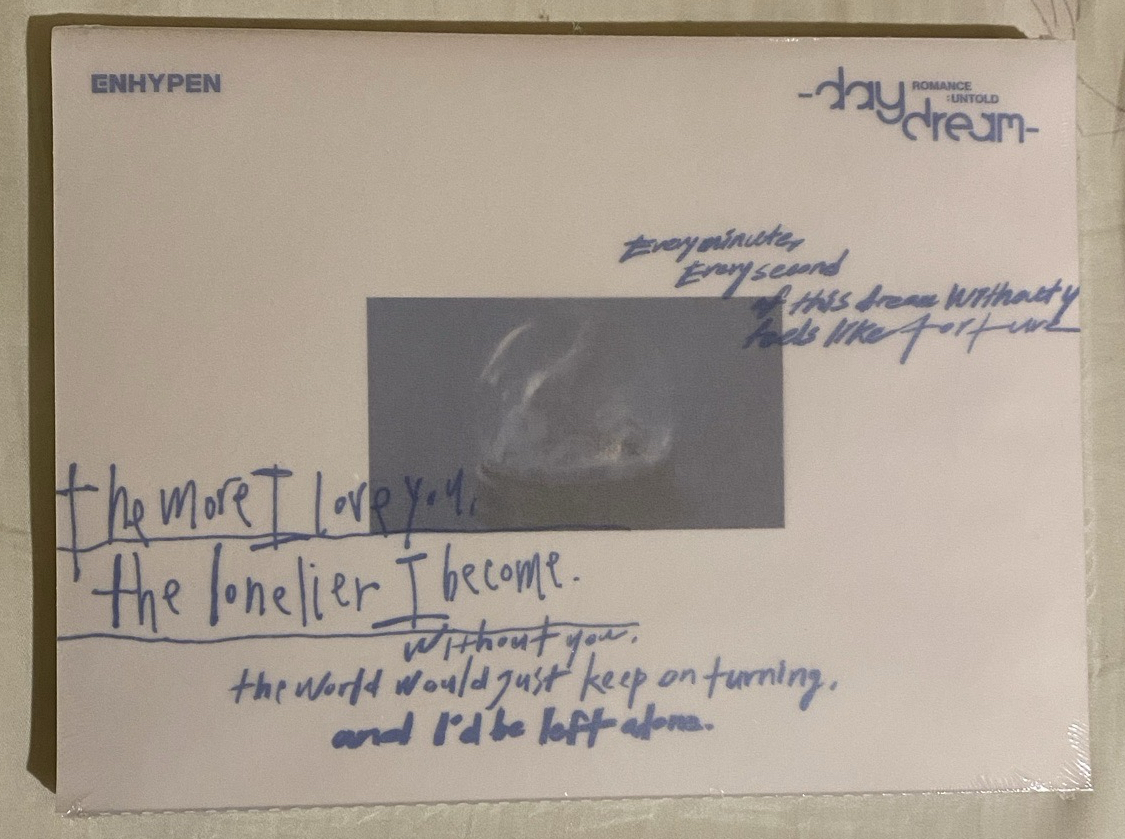 ENHYPEN
-day
ROMANCE
:UNTOLD
dream-
Every minute,
Every second
of this dream without y
feels like torture
the more I love you,
the lonelier I become.
without you.
the world would just keep on turning.
and I'd be left alone.